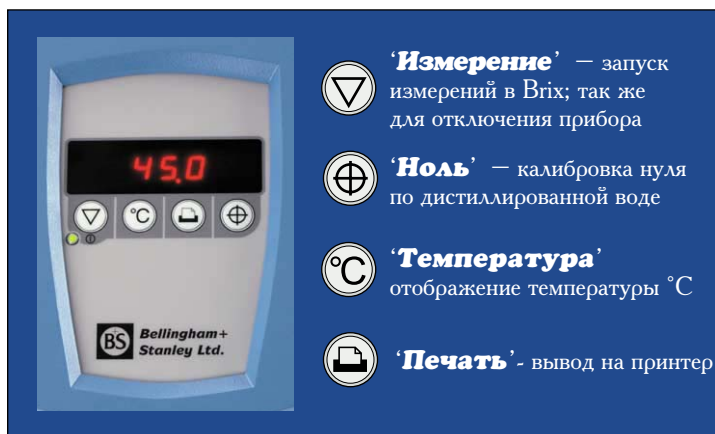 45.0
°C
BS
Bellingham+
Stanley Ltd.
‘Измерение’ – запуск
измерений в Brix; так же
для отключения прибора
‘Ноль’ – калибровка нуля
по дистиллированной воде
°C
‘Температура’
отображение температуры °C
‘Печать’- вывод на принтер